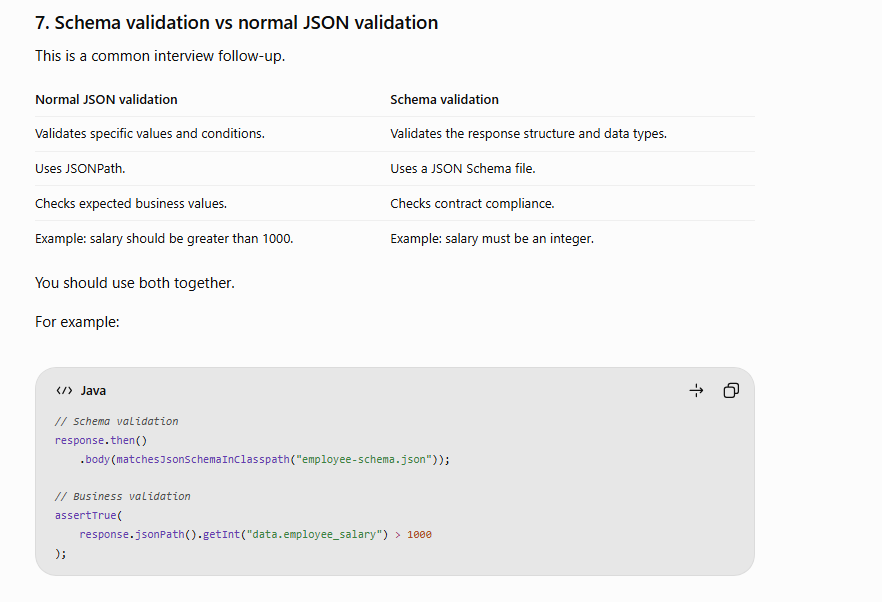 7. Schema validation vs normal JSON validation
This is a common interview follow-up.
Normal JSON validation Schema validation
Validates specific values and conditions. Validates the response structure and data types.
Uses JSONPath. Uses a JSON Schema file.
Checks expected business values. Checks contract compliance.
Example: salary should be greater than 1000. Example: salary must be an integer.
You should use both together.
For example:
</> Java
// Schema validation
response.then()
    .body(matchesJsonSchemaInClasspath("employee-schema.json"));
// Business validation
assertTrue(
    response.jsonPath().getInt("data.employee_salary") > 1000
);